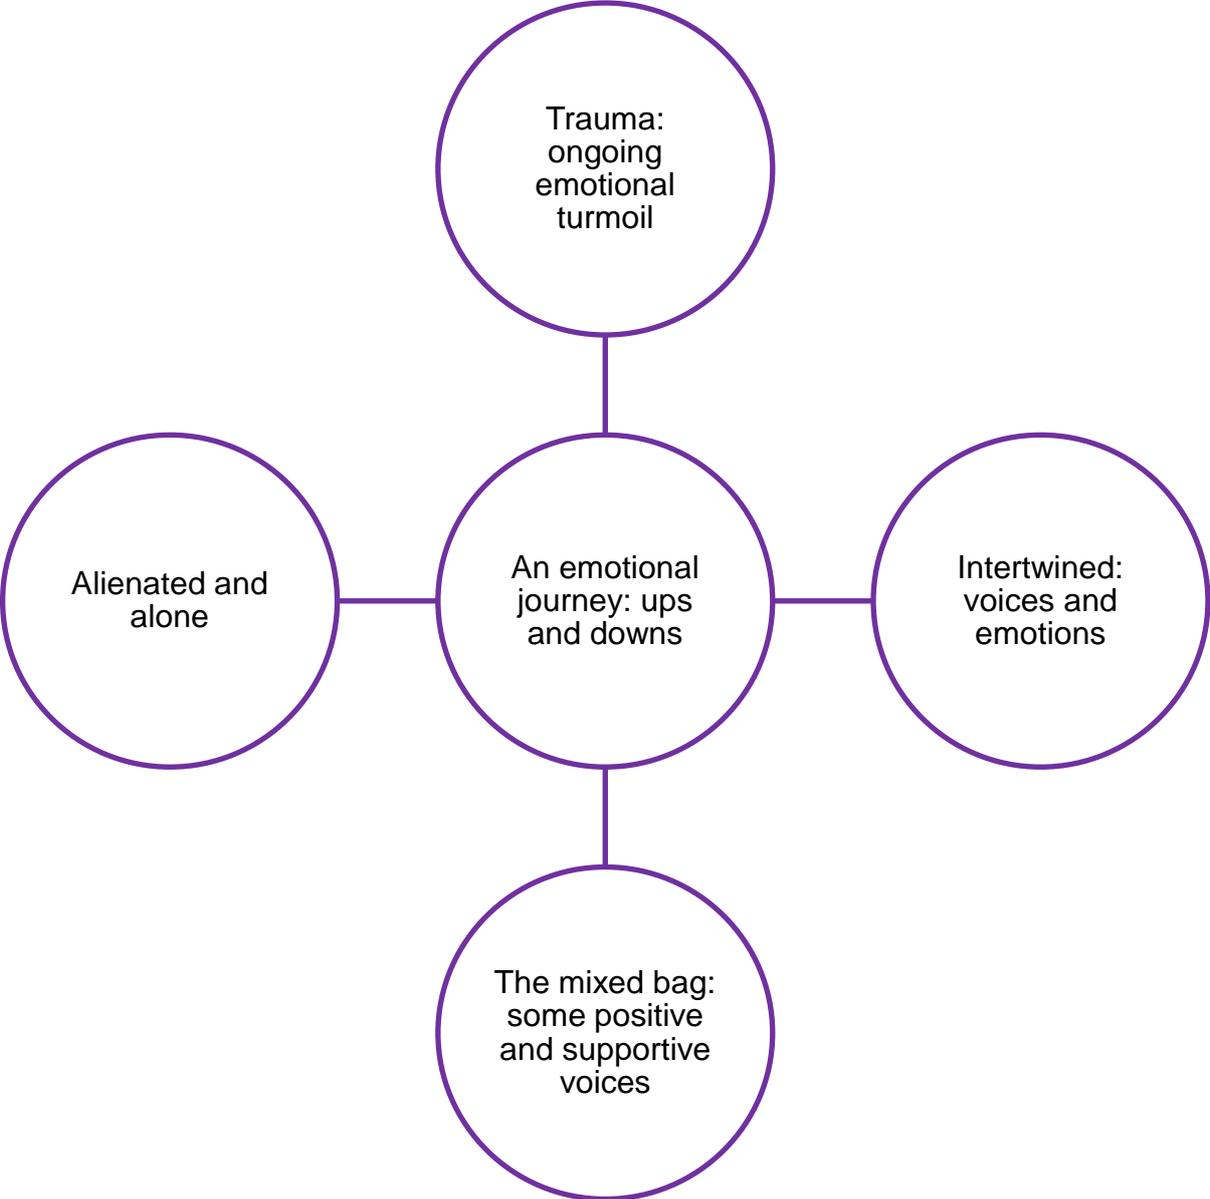 Trauma:
ongoing
emotional
turmoil
Alienated and
alone
An emotional
journey: ups
and downs
Intertwined:
voices and
emotions
The mixed bag:
some positive
and supportive
voices